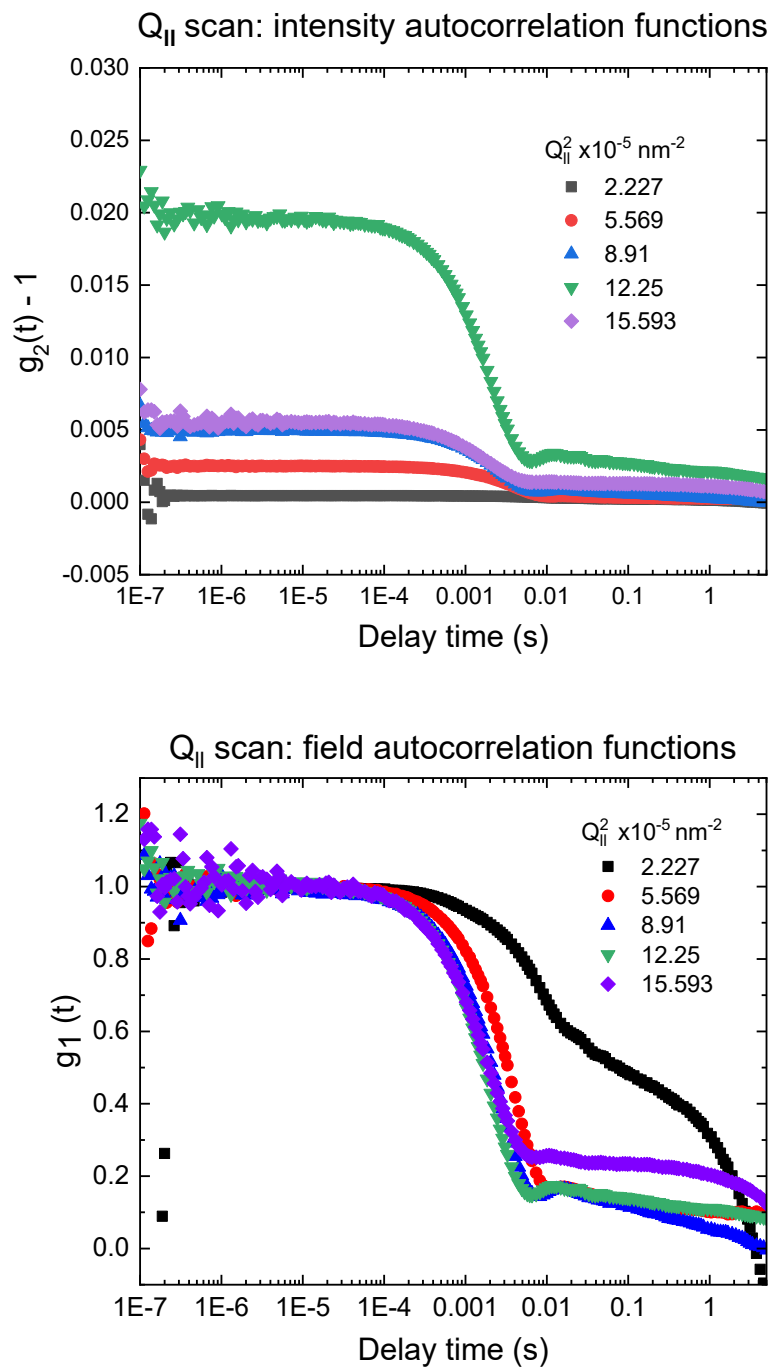 Q_II scan: intensity autocorrelation functions
0.030
0.025
0.020
0.015
0.010
0.005
0.000
-0.005
g₂(t) - 1
Q_II² x10⁻⁵ nm⁻²
2.227
5.569
8.91
12.25
15.593
1E-7 1E-6 1E-5 1E-4 0.001 0.01 0.1 1
Delay time (s)
Q_II scan: field autocorrelation functions
1.2
1.0
0.8
0.6
0.4
0.2
0.0
g1 (t)
Q_II² x10⁻⁵ nm⁻²
2.227
5.569
8.91
12.25
15.593
1E-7 1E-6 1E-5 1E-4 0.001 0.01 0.1 1
Delay time (s)